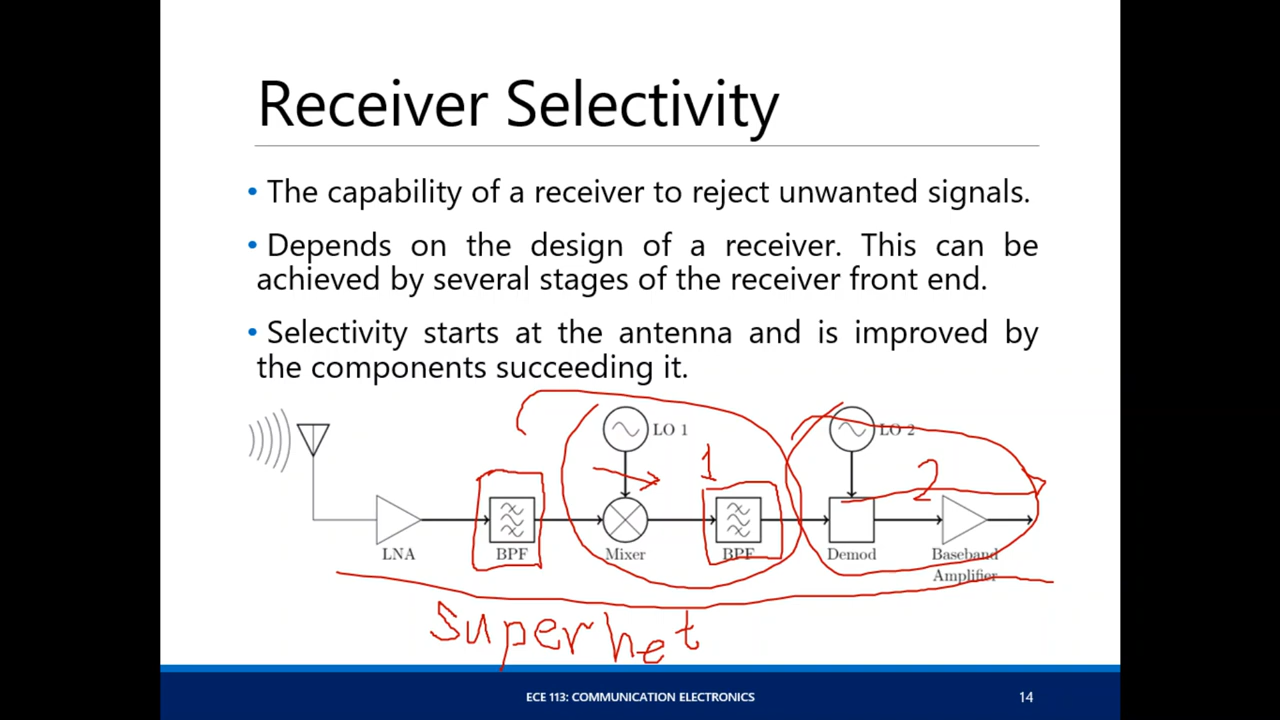 Receiver Selectivity
• The capability of a receiver to reject unwanted signals.
• Depends on the design of a receiver. This can be
achieved by several stages of the receiver front end.
• Selectivity starts at the antenna and is improved by
the components succeeding it.
LO 1
LO 2
1
2
LNA
BPF
Mixer
BPF
Demod
Baseband
Amplifier
Superhet
ECE 113: COMMUNICATION ELECTRONICS
14